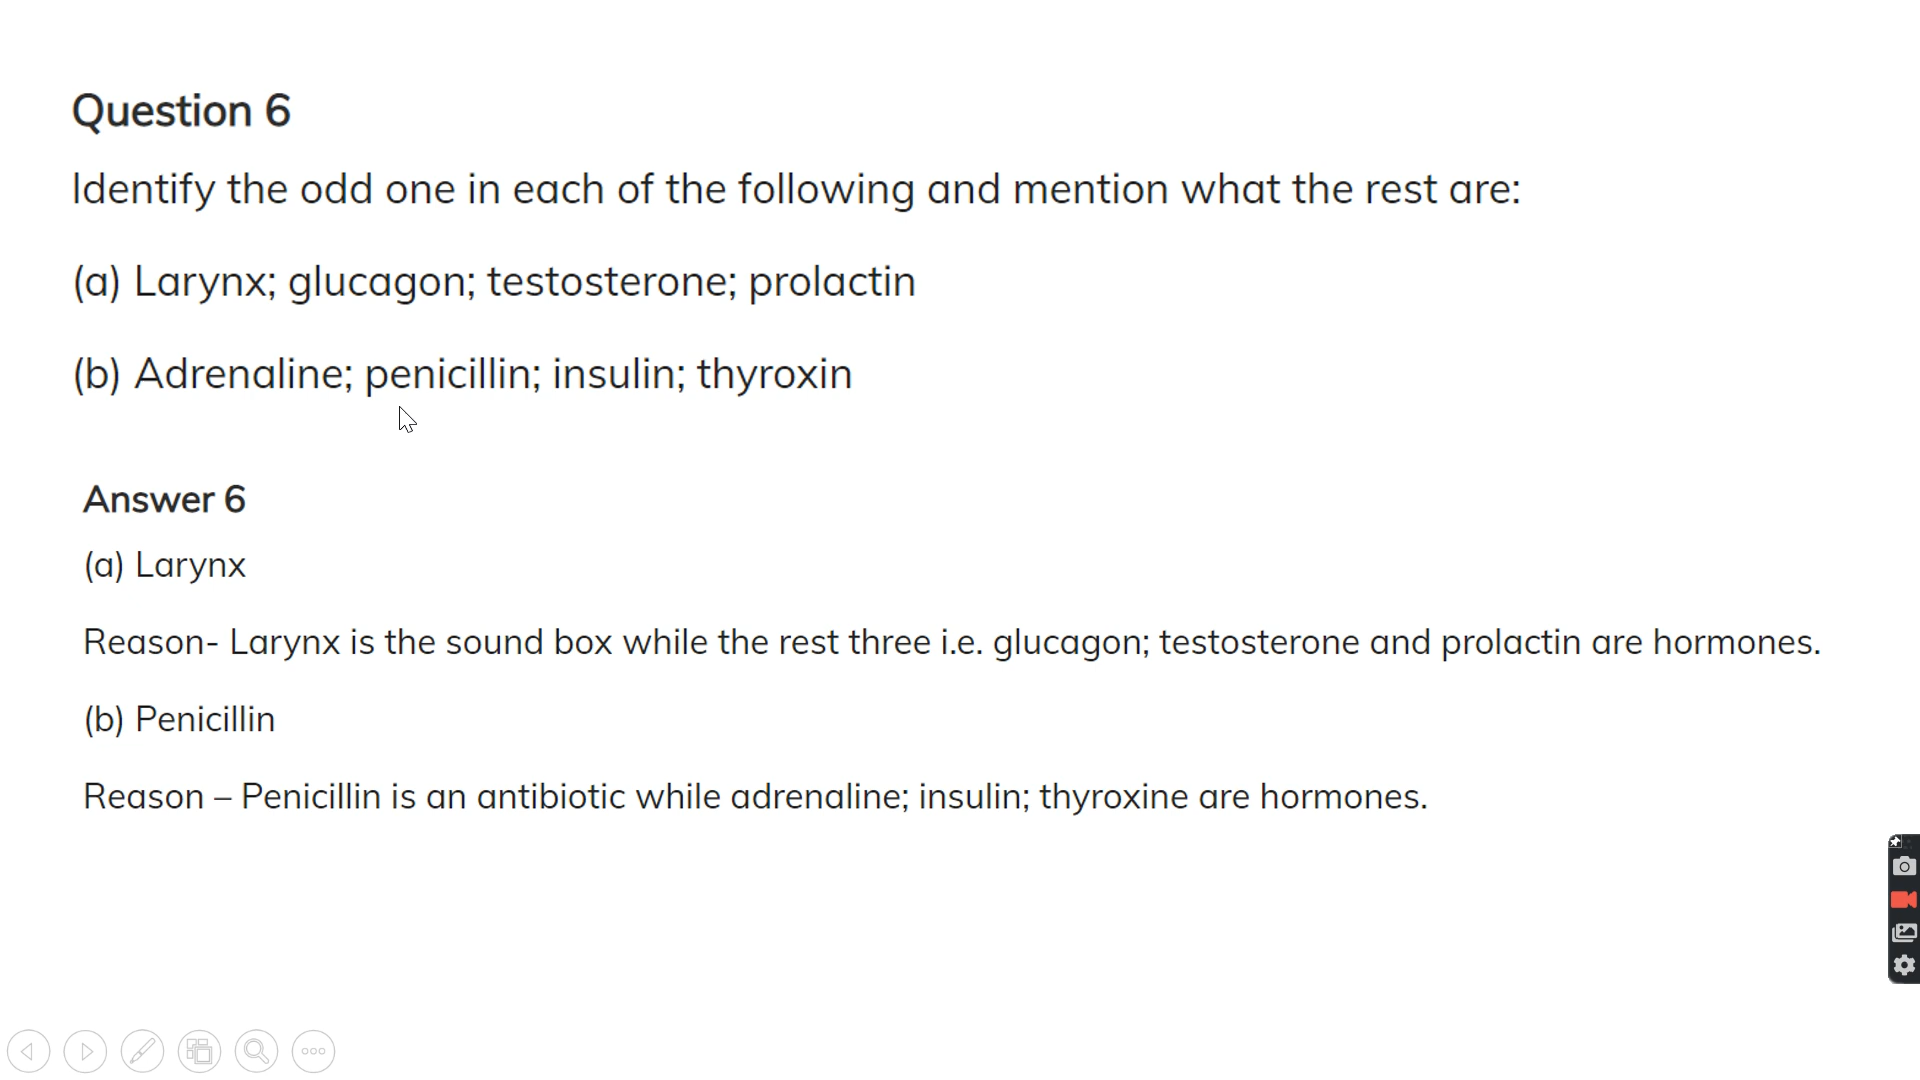 Question 6
Identify the odd one in each of the following and mention what the rest are:
(a) Larynx; glucagon; testosterone; prolactin
(b) Adrenaline; penicillin; insulin; thyroxin
Answer 6
(a) Larynx
Reason- Larynx is the sound box while the rest three i.e. glucagon; testosterone and prolactin are hormones.
(b) Penicillin
Reason – Penicillin is an antibiotic while adrenaline; insulin; thyroxine are hormones.